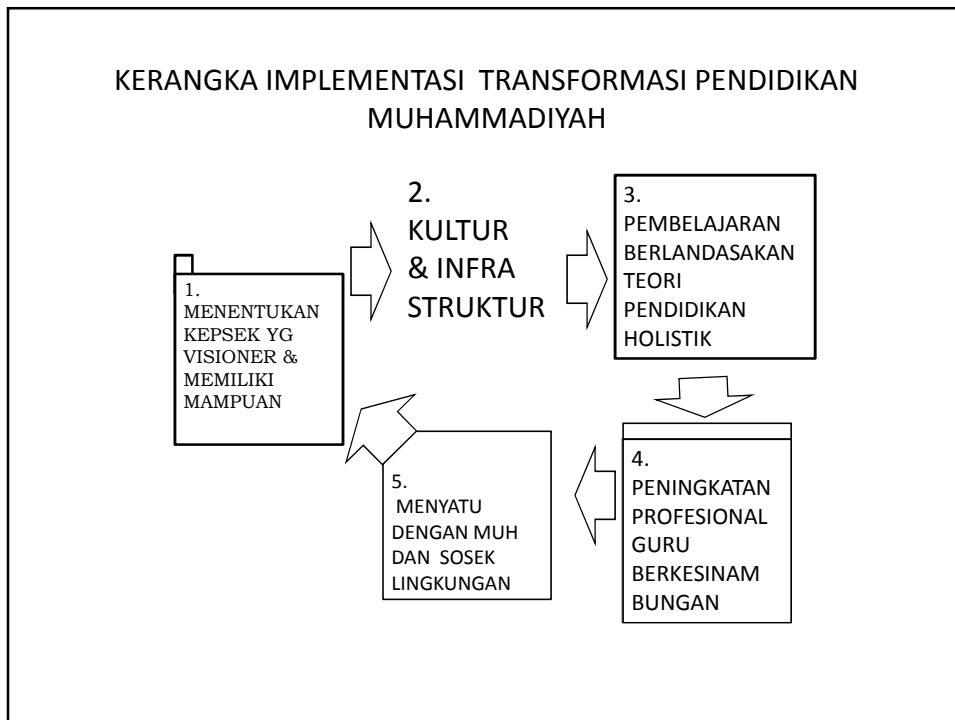 KERANGKA IMPLEMENTASI TRANSFORMASI PENDIDIKAN
MUHAMMADIYAH
1.
MENENTUKAN
KEPSEK YG
VISIONER &
MEMILIKI
MAMPUAN
2.
KULTUR
& INFRA
STRUKTUR
3.
PEMBELAJARAN
BERLANDASAKAN
TEORI
PENDIDIKAN
HOLISTIK
4.
PENINGKATAN
PROFESIONAL
GURU
BERKESINAM
BUNGAN
5.
MENYATU
DENGAN MUH
DAN SOSEK
LINGKUNGAN